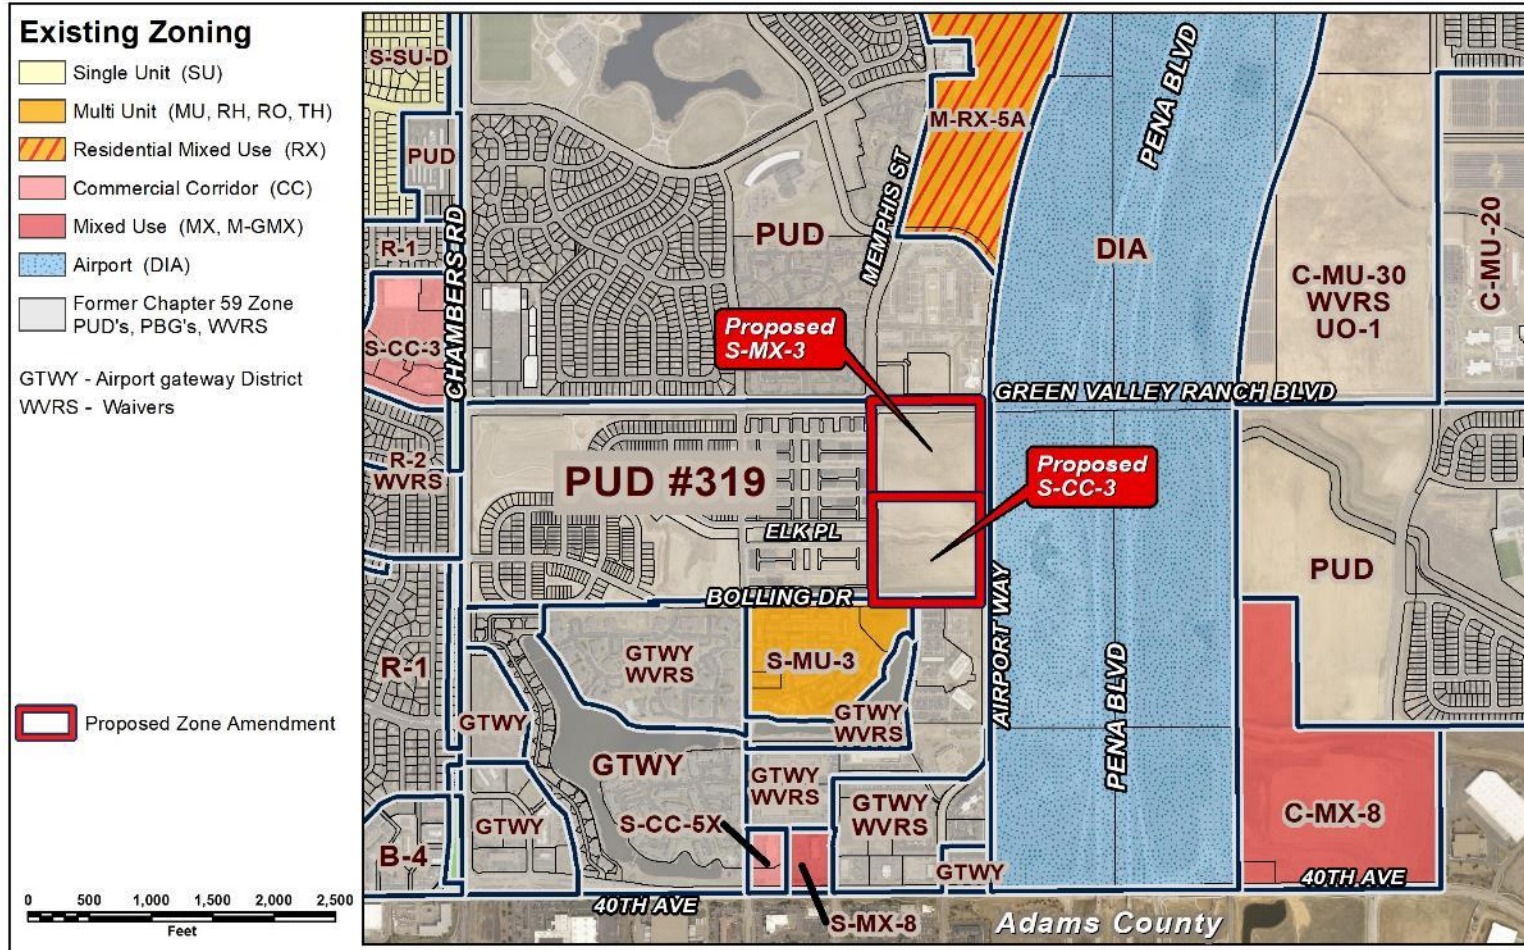 Existing Zoning
Single Unit (SU)
Multi Unit (MU, RH, RO, TH)
Residential Mixed Use (RX)
Commercial Corridor (CC)
Mixed Use (MX, M-GMX)
Airport (DIA)
Former Chapter 59 Zone
PUD's, PBG's, WVRS
GTWY - Airport gateway District
WVRS - Waivers
Proposed Zone Amendment
0 500 1,000 1,500 2,000 2,500
Feet
S-SU-D
PUD
R-1
S-CC-3
CHAMBERS RD
R-2
WVRS
R-1
B-4
PUD
MEMPHIS ST
M-RX-5A
PENA BLVD
DIA
C-MU-30
WVRS
UO-1
C-MU-20
Proposed
S-MX-3
GREEN VALLEY RANCH BLVD
PUD #319
Proposed
S-CC-3
ELK PL
BOLLING DR
AIRPORT WAY
PUD
GTWY
WVRS
S-MU-3
GTWY
GTWY
WVRS
PENA BLVD
GTWY
GTWY
WVRS
GTWY
WVRS
GTWY
S-CC-5X
C-MX-8
GTWY
40TH AVE
40TH AVE
S-MX-8
Adams County